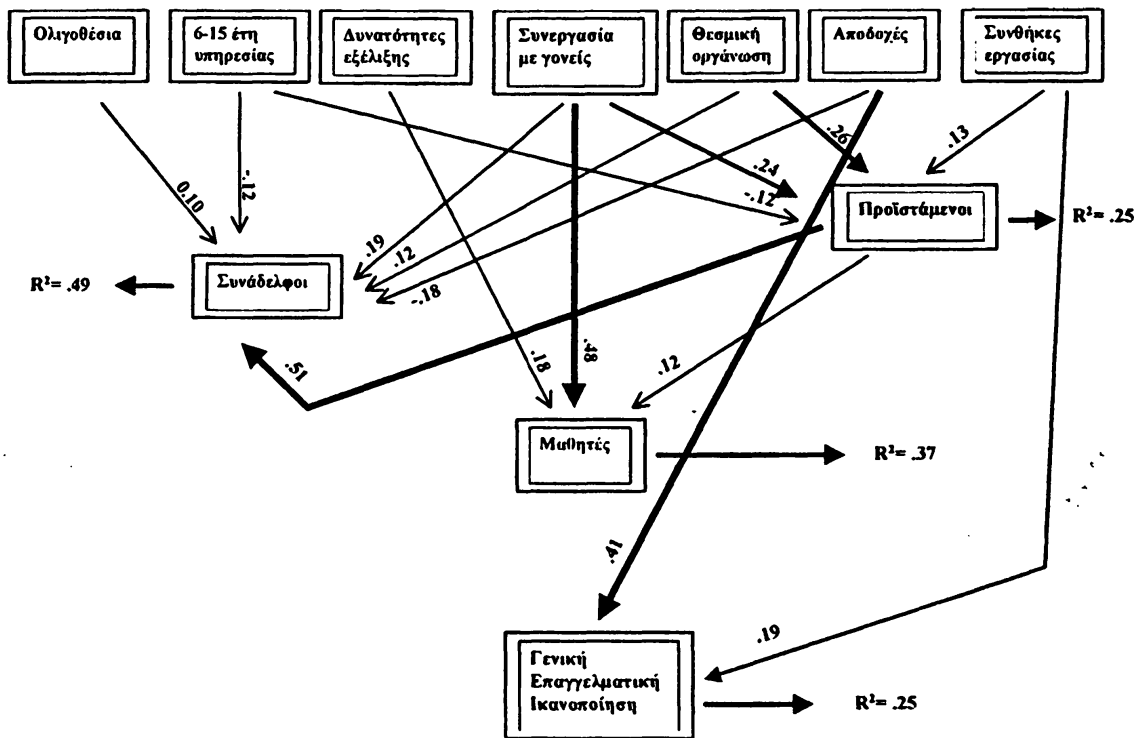 Ολιγοθέσια
6-15 έτη
υπηρεσίας
Δυνατότητες
εξέλιξης
Συνεργασία
με γονείς
Θεσμική
οργάνωση
Αποδοχές
Συνθήκες
εργασίας
0.10
-.12
.19
.12
-.18
.24
-.12
.26
.13
Προϊστάμενοι
R²= .25
Συνάδελφοι
R²= .49
.51
.18
.48
.12
Μαθητές
R²= .37
.41
.19
Γενική
Επαγγελματική
Ικανοποίηση
R²= .25